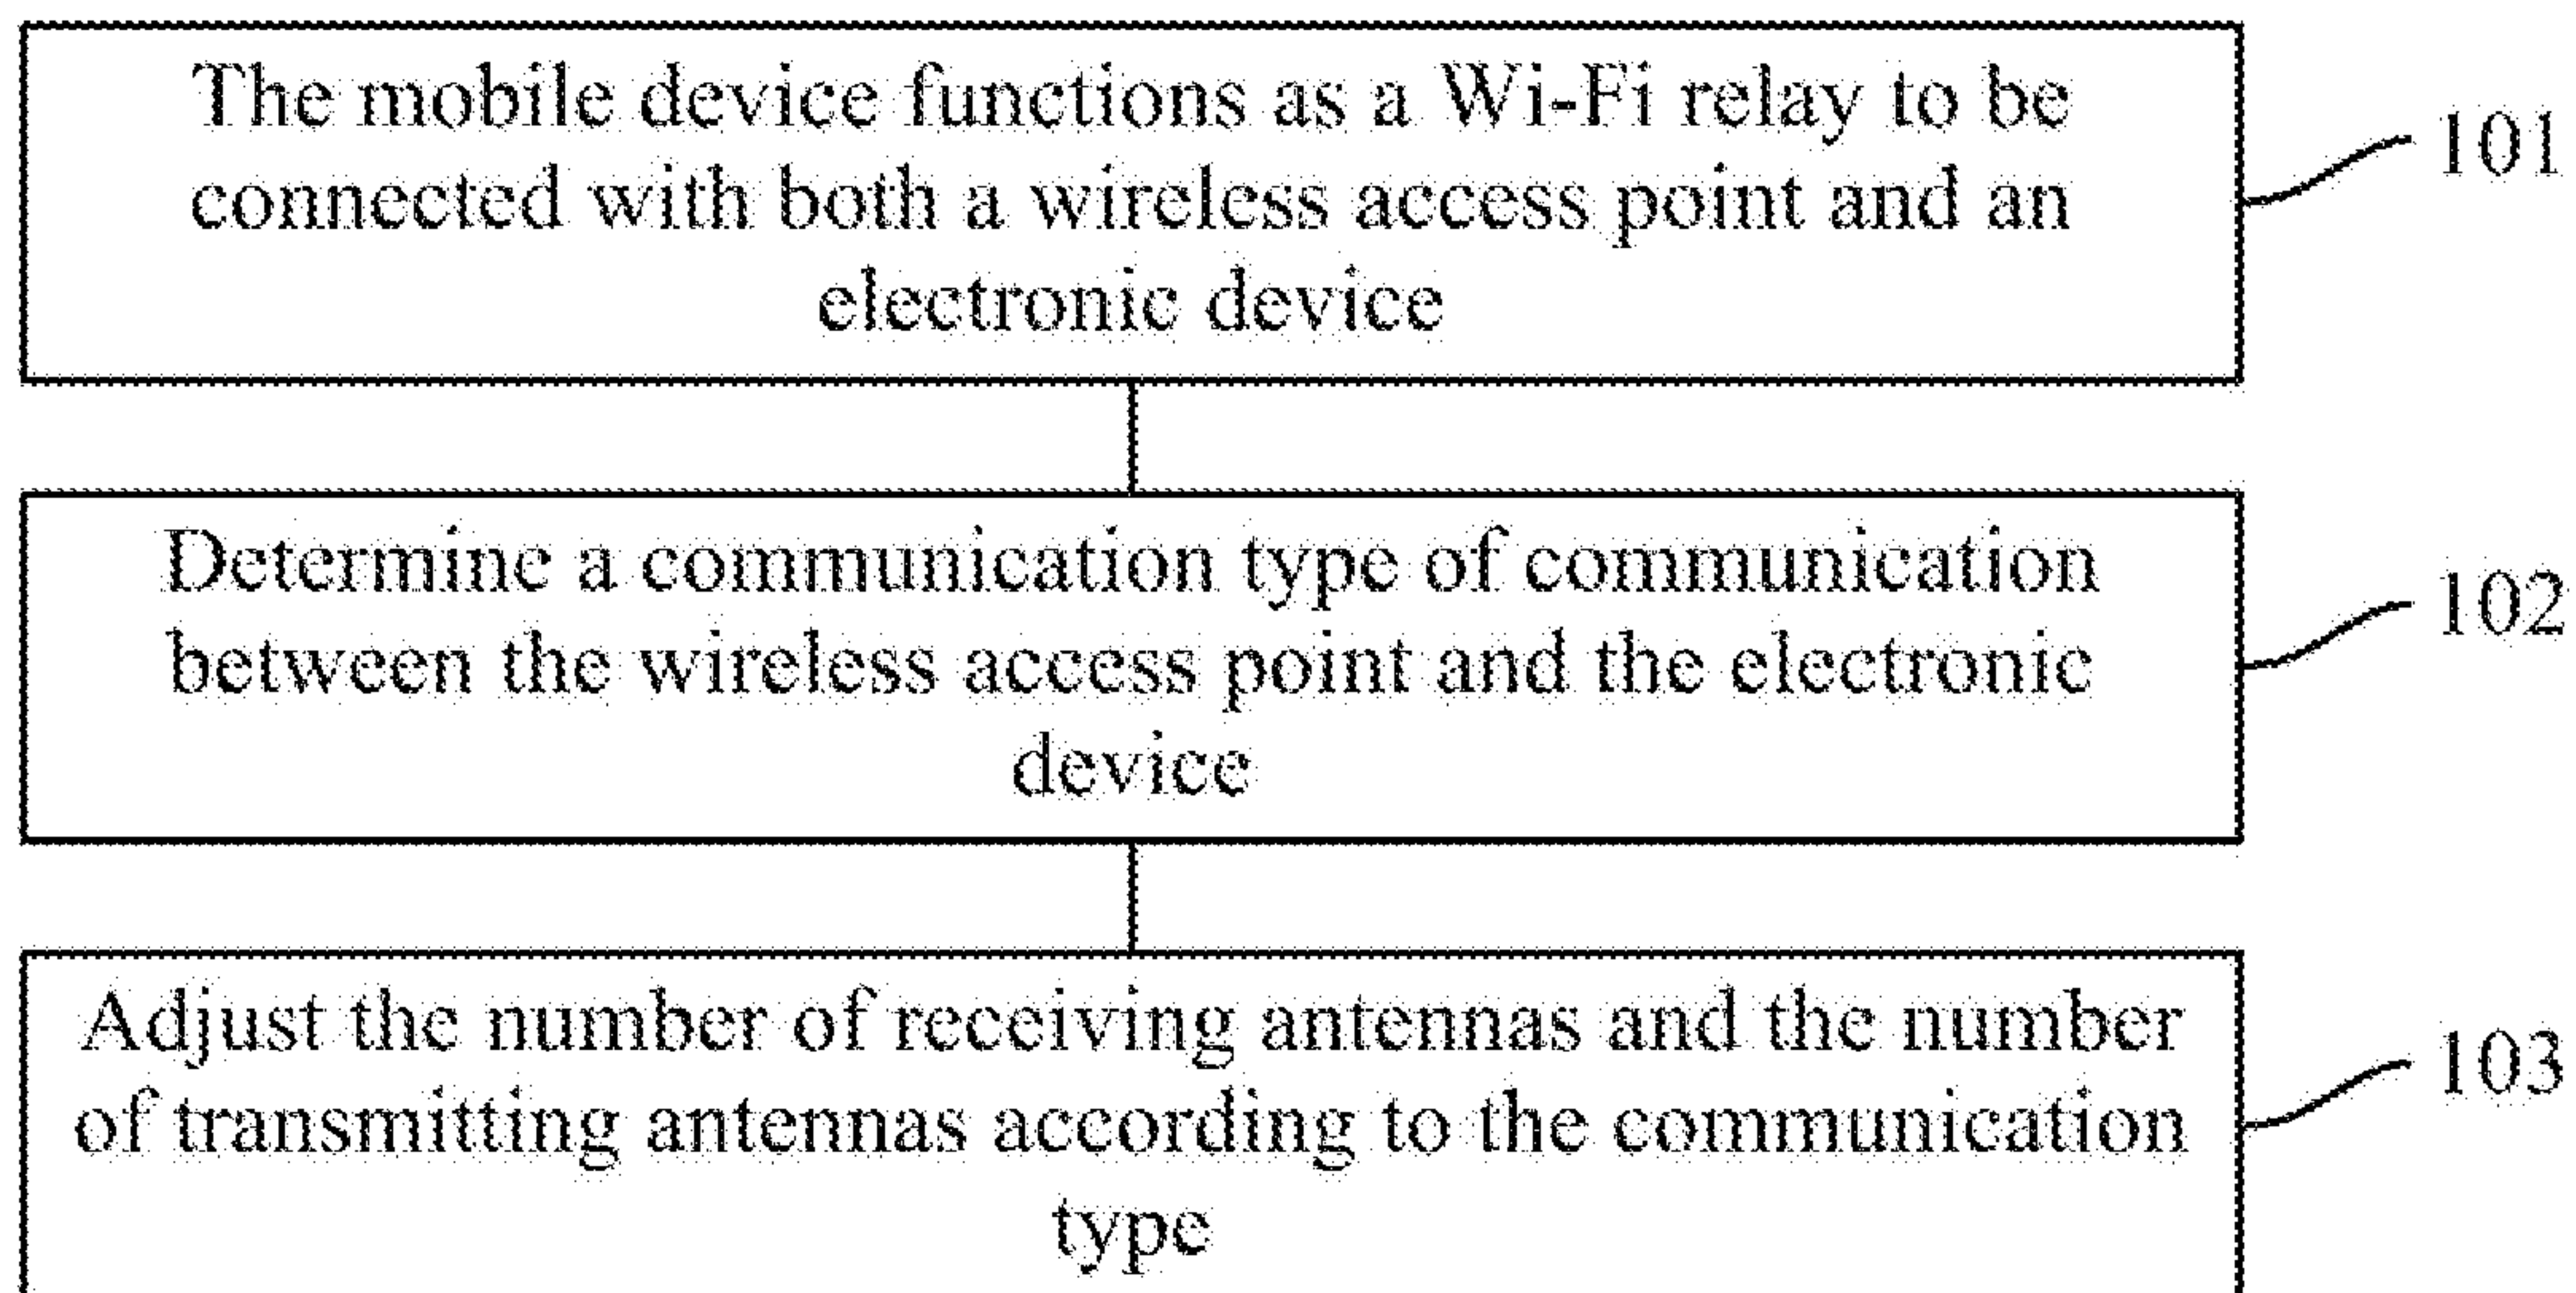 The mobile device functions as a Wi-Fi relay to be
connected with both a wireless access point and an
electronic device
101
Determine a communication type of communication
between the wireless access point and the electronic
device
102
Adjust the number of receiving antennas and the number
of transmitting antennas according to the communication
type
103